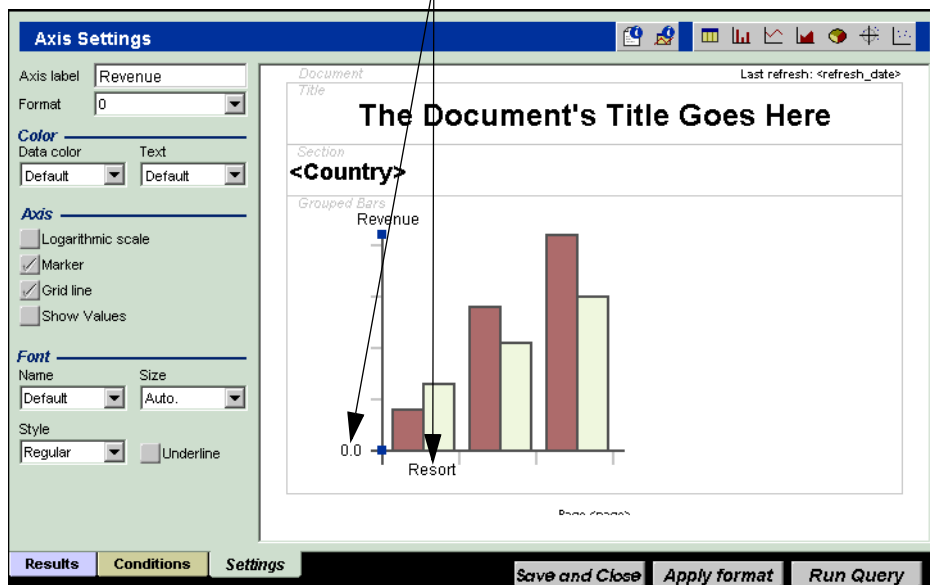 Axis Settings
Axis label Revenue
Format 0
Color
Data color Text
Default Default
Axis
Logarithmic scale
Marker
Grid line
Show Values
Font
Name Size
Default Auto.
Style
Regular Underline
Document
Last refresh: <refresh_date>
Title
The Document's Title Goes Here
Section
<Country>
Grouped Bars
Revenue
0.0
Resort
Page <page>
Results Conditions Settings
Save and Close Apply format Run Query